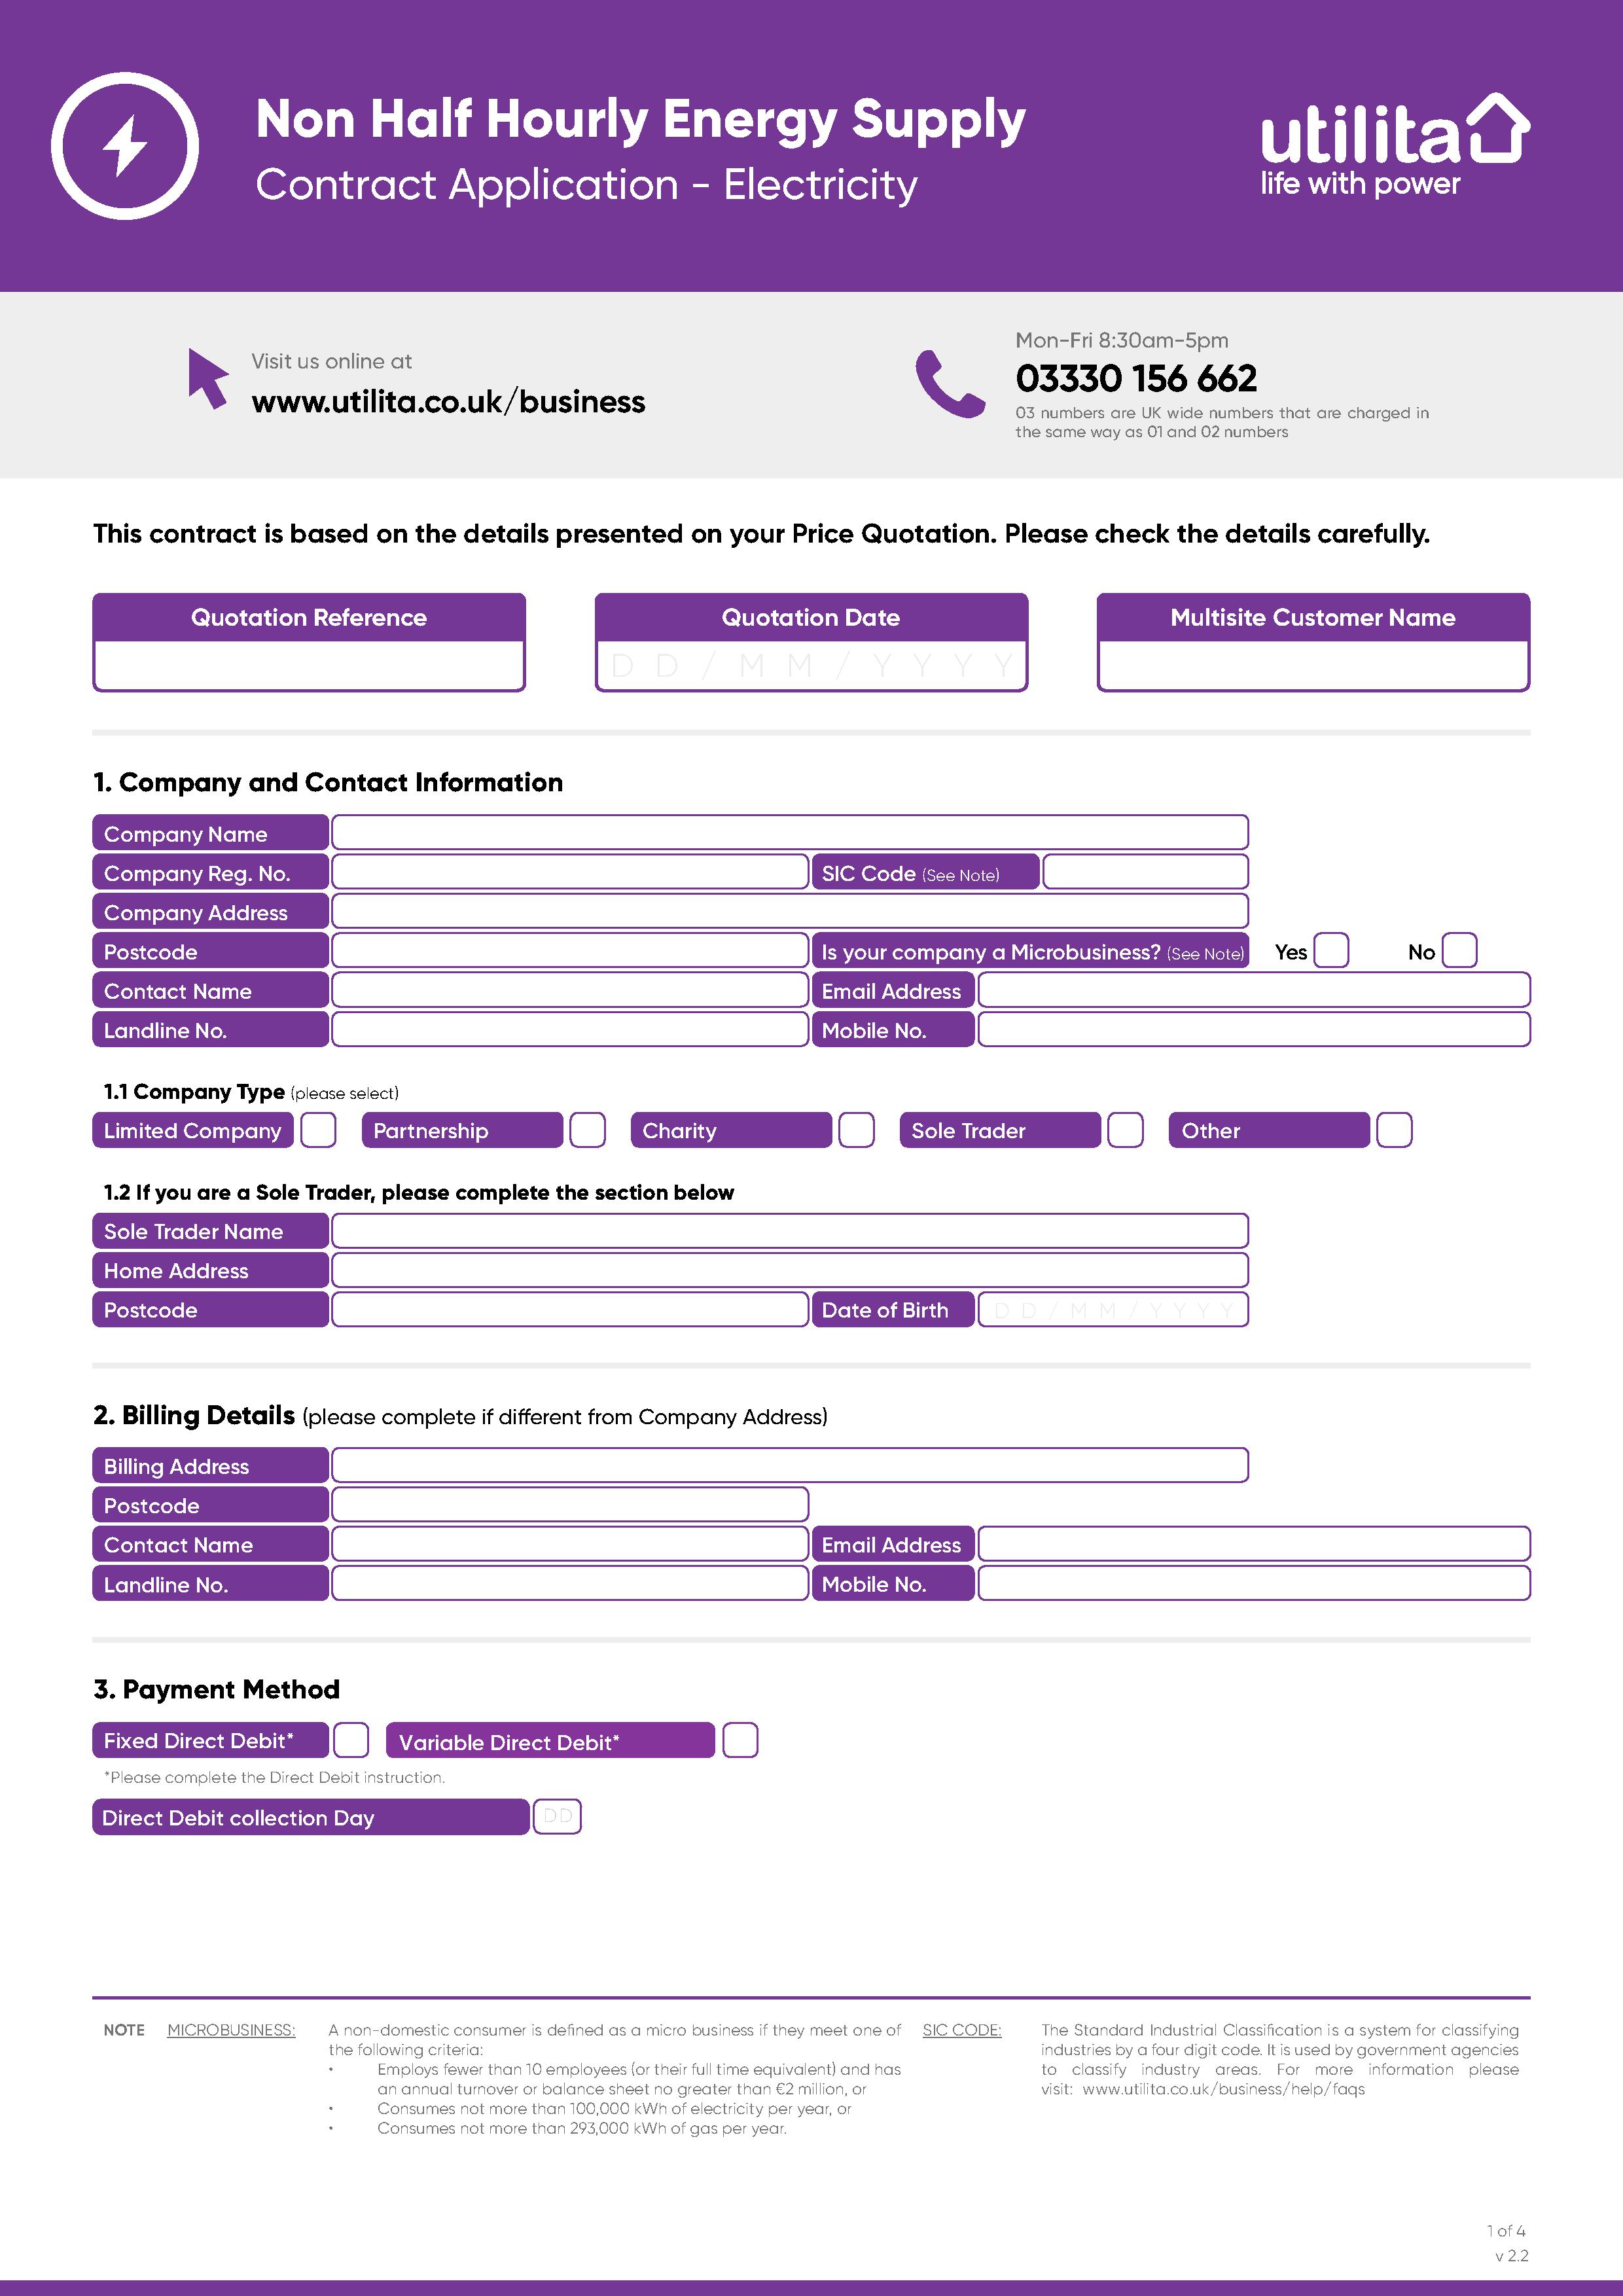 Non Half Hourly Energy Supply
Contract Application - Electricity
utilita
life with power
Visit us online at
www.utilita.co.uk/business
Mon-Fri 8:30am-5pm
03330 156 662
03 numbers are UK wide numbers that are charged in
the same way as 01 and 02 numbers
This contract is based on the details presented on your Price Quotation. Please check the details carefully.
Quotation Reference
Quotation Date
Multisite Customer Name
D D / M M / Y Y Y Y
1. Company and Contact Information
Company Name
Company Reg. No.
SIC Code (See Note)
Company Address
Postcode
Is your company a Microbusiness? (See Note)
Yes
No
Contact Name
Email Address
Landline No.
Mobile No.
1.1 Company Type (please select)
Limited Company
Partnership
Charity
Sole Trader
Other
1.2 If you are a Sole Trader, please complete the section below
Sole Trader Name
Home Address
Postcode
Date of Birth
D D / M M / Y Y Y Y
2. Billing Details (please complete if different from Company Address)
Billing Address
Postcode
Contact Name
Email Address
Landline No.
Mobile No.
3. Payment Method
Fixed Direct Debit*
Variable Direct Debit*
*Please complete the Direct Debit instruction.
Direct Debit collection Day
DD
NOTE
MICROBUSINESS:
A non-domestic consumer is defined as a micro business if they meet one of
the following criteria:
• Employs fewer than 10 employees (or their full time equivalent) and has
an annual turnover or balance sheet no greater than €2 million, or
• Consumes not more than 100,000 kWh of electricity per year, or
• Consumes not more than 293,000 kWh of gas per year.
SIC CODE:
The Standard Industrial Classification is a system for classifying
industries by a four digit code. It is used by government agencies
to classify industry areas. For more information please
visit: www.utilita.co.uk/business/help/faqs
1 of 4
v 2.2